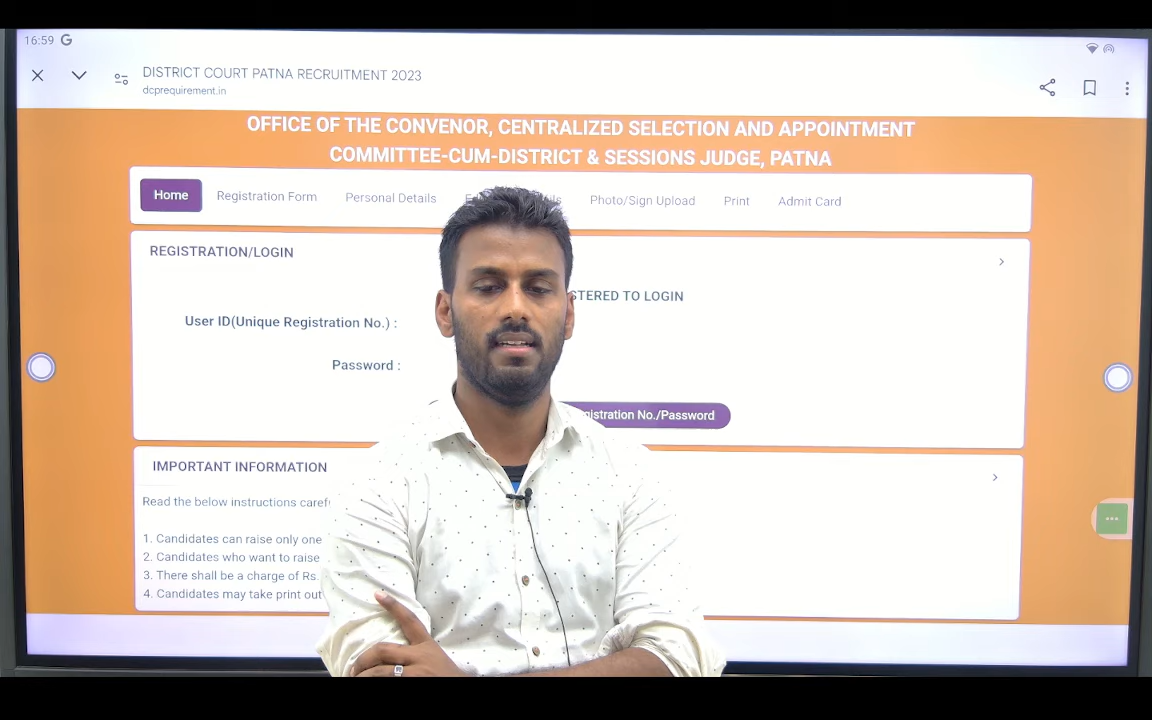 16:59 G
DISTRICT COURT PATNA RECRUITMENT 2023
dcprequirement.in
OFFICE OF THE CONVENOR, CENTRALIZED SELECTION AND APPOINTMENT
COMMITTEE-CUM-DISTRICT & SESSIONS JUDGE, PATNA
Home Registration Form Personal Details Photo/Sign Upload Print Admit Card
REGISTRATION/LOGIN
STERED TO LOGIN
User ID(Unique Registration No.) :
Password :
gistration No./Password
IMPORTANT INFORMATION
Read the below instructions caref
1. Candidates can raise only one
2. Candidates who want to raise
3. There shall be a charge of Rs.
4. Candidates may take print out